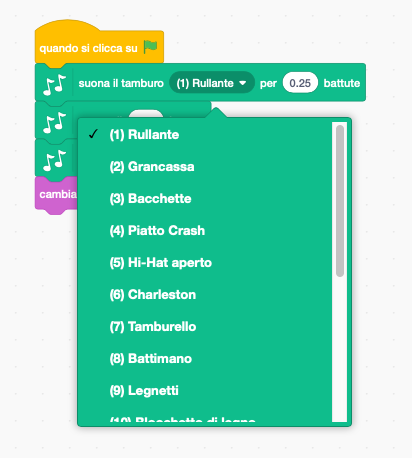 quando si clicca su
suona il tamburo (1) Rullante per 0.25 battute
✓ (1) Rullante
(2) Grancassa
(3) Bacchette
(4) Piatto Crash
(5) Hi-Hat aperto
(6) Charleston
(7) Tamburello
(8) Battimano
(9) Legnetti
(10) Blocchetto di legno
cambia